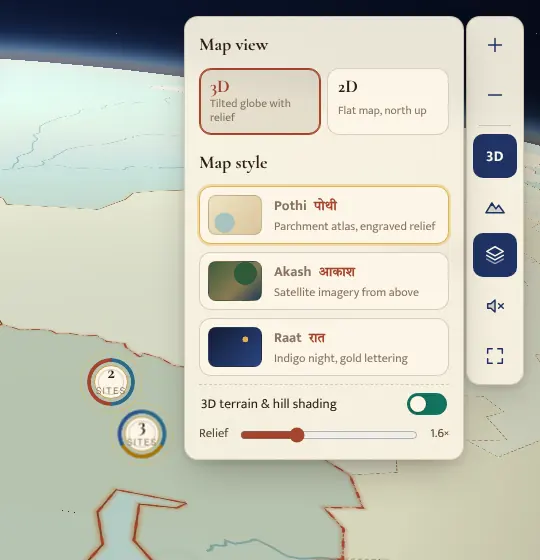 Map view
3D
Tilted globe with
relief
2D
Flat map, north up
Map style
Pothi पोथी
Parchment atlas, engraved relief
Akash आकाश
Satellite imagery from above
Raat रात
Indigo night, gold lettering
3D terrain & hill shading
Relief 1.6×
+
−
3D
2
SITES
3
SITES